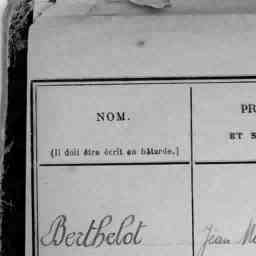 NOM.
PR
ET S
(Il doit être écrit en bâtarde.)
Berthelot
Jean M